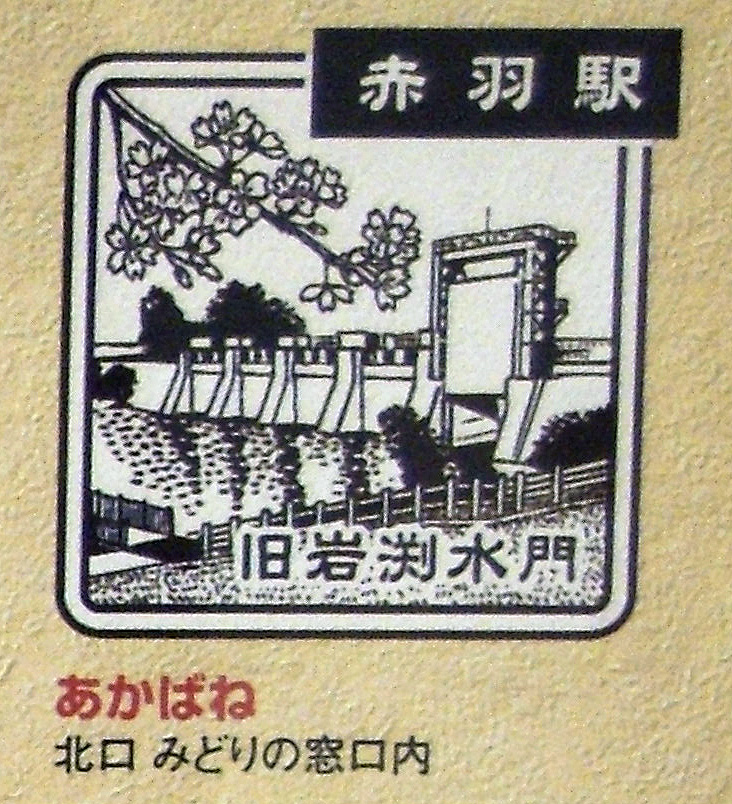 赤羽駅
旧岩渕水門
あかばね
北口 みどりの窓口内